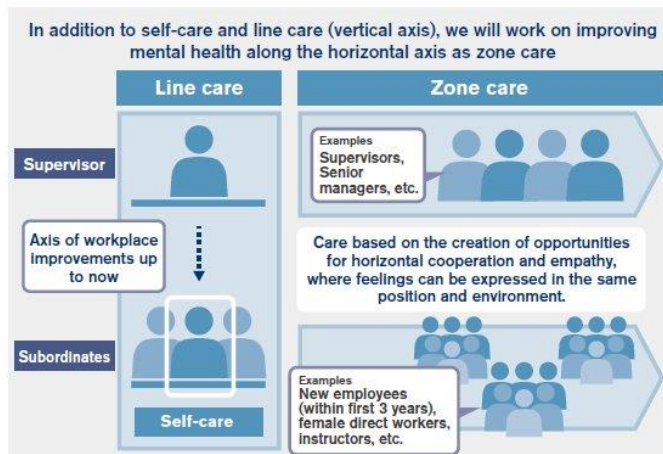 In addition to self-care and line care (vertical axis), we will work on improving
mental health along the horizontal axis as zone care
Line care
Zone care
Supervisor
Examples
Supervisors,
Senior
managers, etc.
Axis of workplace
improvements up
to now
Care based on the creation of opportunities
for horizontal cooperation and empathy,
where feelings can be expressed in the same
position and environment.
Subordinates
Self-care
Examples
New employees
(within first 3 years),
female direct workers,
instructors, etc.